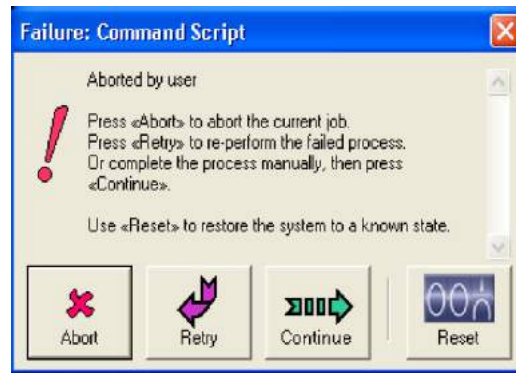 Failure: Command Script
Aborted by user
Press «Abort» to abort the current job.
Press «Retry» to re-perform the failed process.
Or complete the process manually, then press
«Continue».
Use «Reset» to restore the system to a known state.
Abort
Retry
Continue
Reset